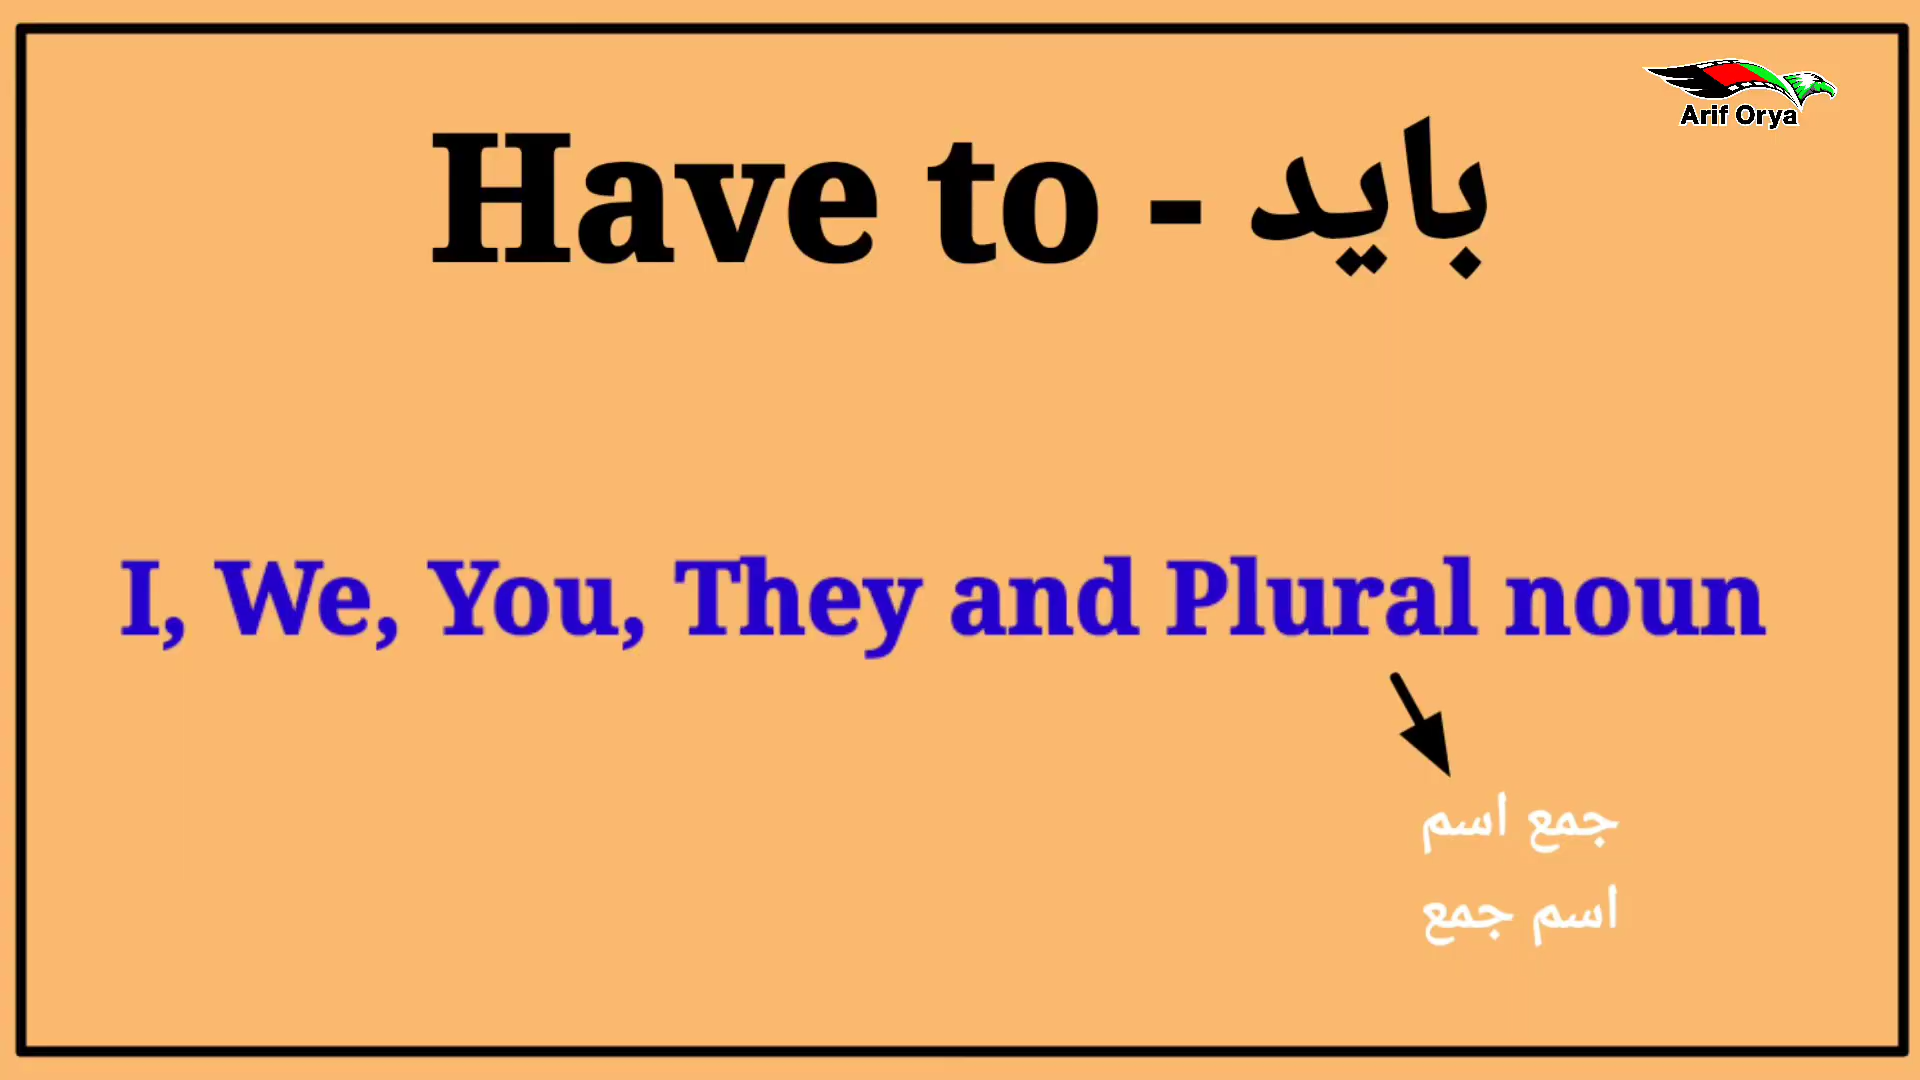 Arif Orya
Have to - باید
I, We, You, They and Plural noun
جمع اسم
اسم جمع